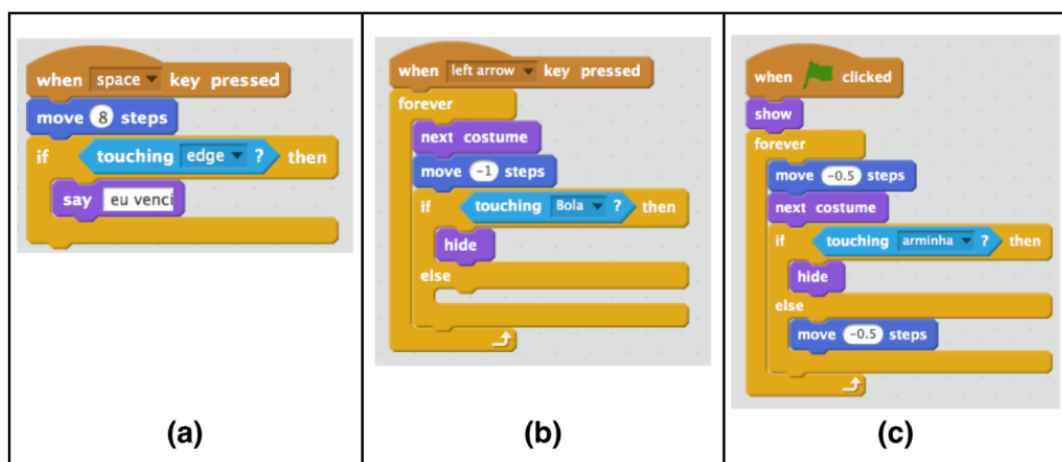 when space key pressed
move 8 steps
if touching edge ? then
say eu venci
(a)
when left arrow key pressed
forever
next costume
move -1 steps
if touching Bola ? then
hide
else
(b)
when clicked
show
forever
move -0.5 steps
next costume
if touching arminha ? then
hide
else
move -0.5 steps
(c)